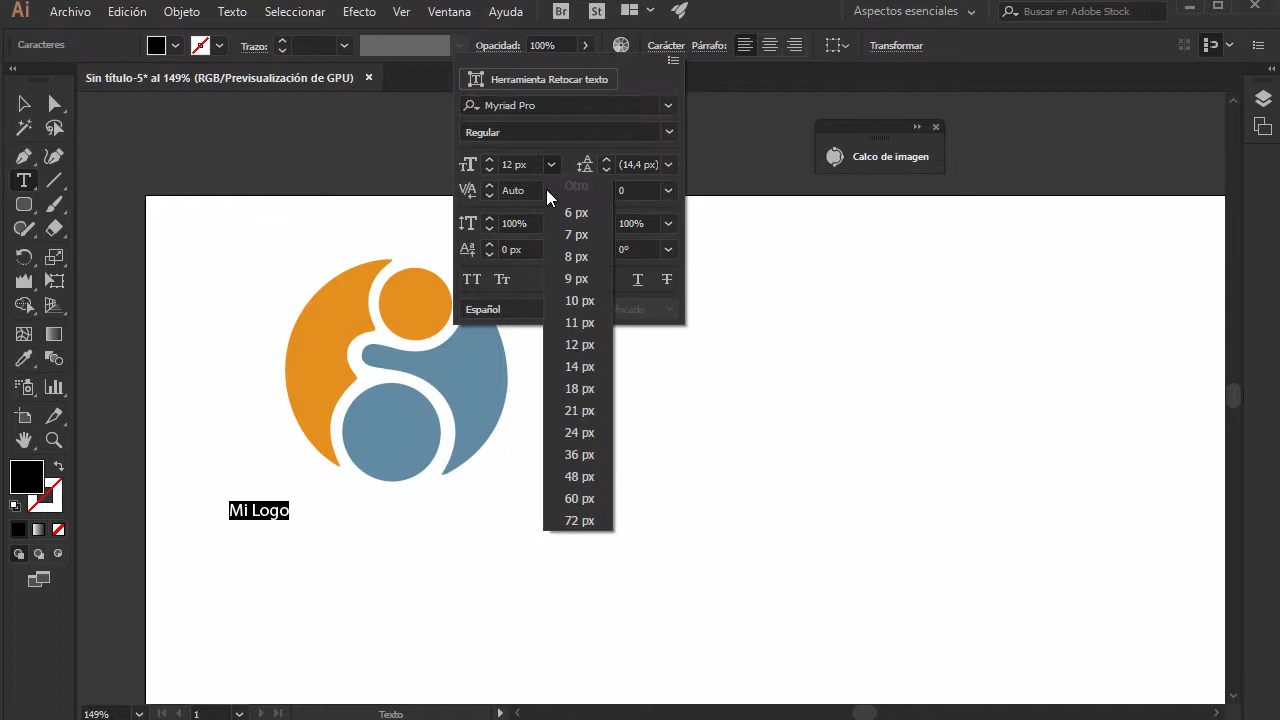 Ai Archivo Edición Objeto Texto Seleccionar Efecto Ver Ventana Ayuda Br St Aspectos esenciales Buscar en Adobe Stock
Caracteres Trazo: Opacidad: 100% Carácter Párrafo: Transformar
Sin título-5* al 149% (RGB/Previsualización de GPU)
Herramienta Retocar texto
Myriad Pro
Regular
12 px (14,4 px)
Auto 0
100% 100%
0 px 0°
TT Tr T T
Español
Otro
6 px
7 px
8 px
9 px
10 px
11 px
12 px
14 px
18 px
21 px
24 px
36 px
48 px
60 px
72 px
Calco de imagen
Mi Logo
149% 1 Texto